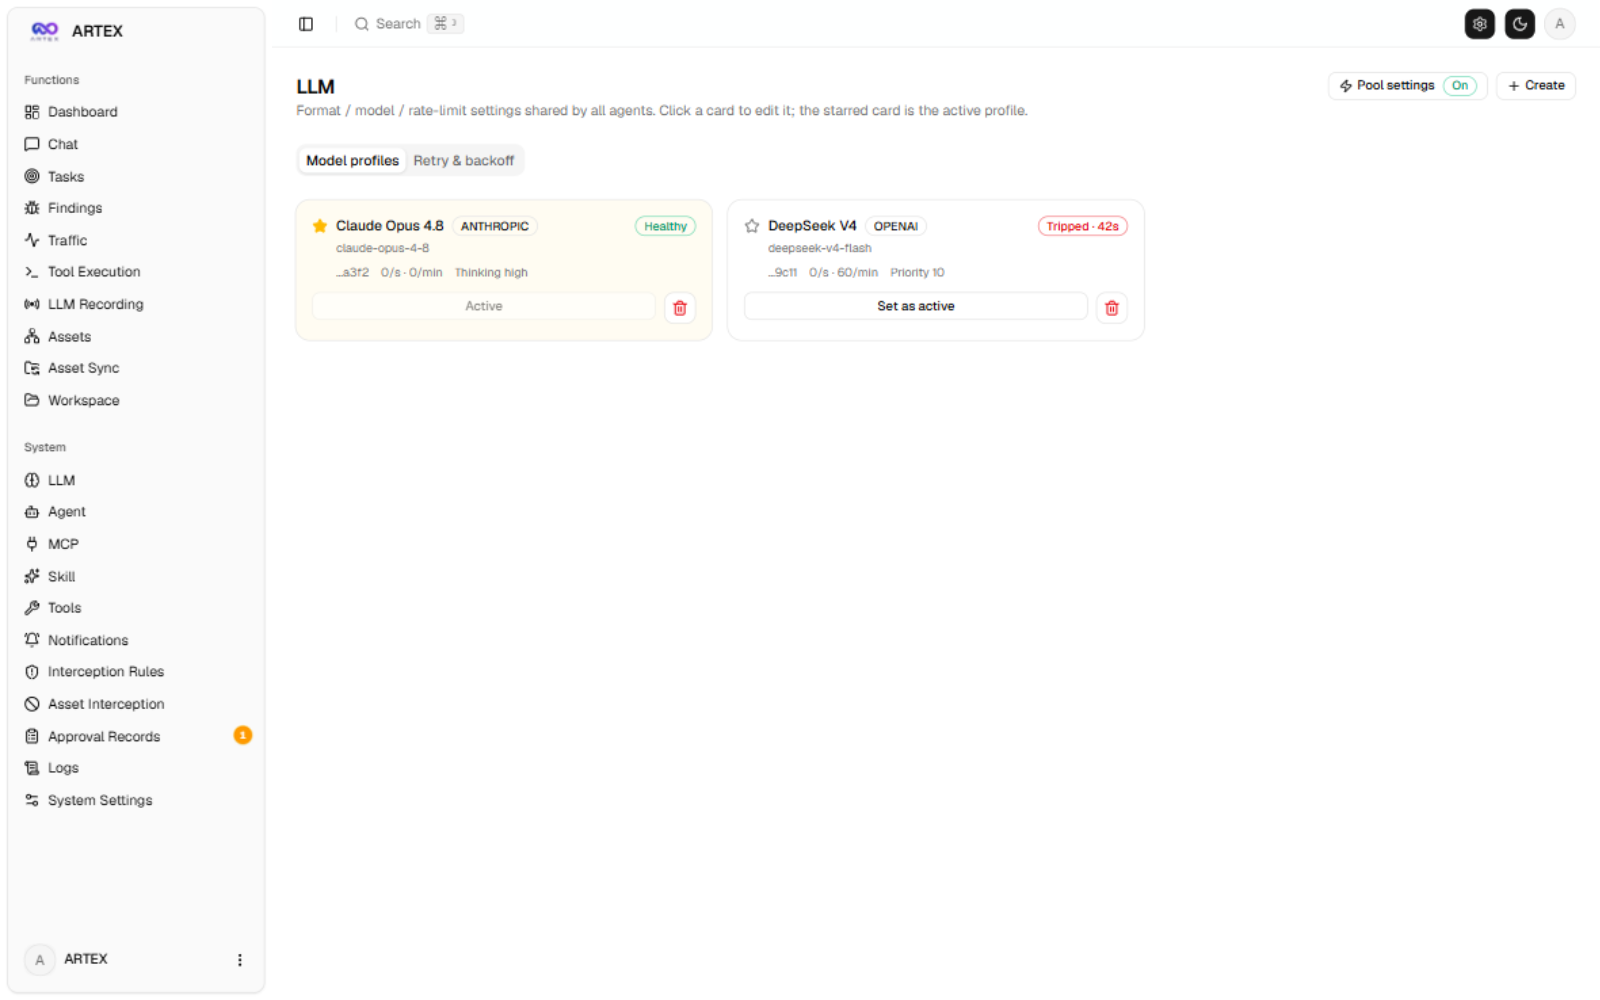 ARTEX
Functions
Dashboard
Chat
Tasks
Findings
Traffic
Tool Execution
LLM Recording
Assets
Asset Sync
Workspace
System
LLM
Agent
MCP
Skill
Tools
Notifications
Interception Rules
Asset Interception
Approval Records 1
Logs
System Settings
A ARTEX
Search ⌘ J
A
LLM
Format / model / rate-limit settings shared by all agents. Click a card to edit it; the starred card is the active profile.
Pool settings On
+ Create
Model profiles Retry & backoff
Claude Opus 4.8 ANTHROPIC Healthy
claude-opus-4-8
…a3f2 0/s · 0/min Thinking high
Active
DeepSeek V4 OPENAI Tripped · 42s
deepseek-v4-flash
…9c11 0/s · 60/min Priority 10
Set as active